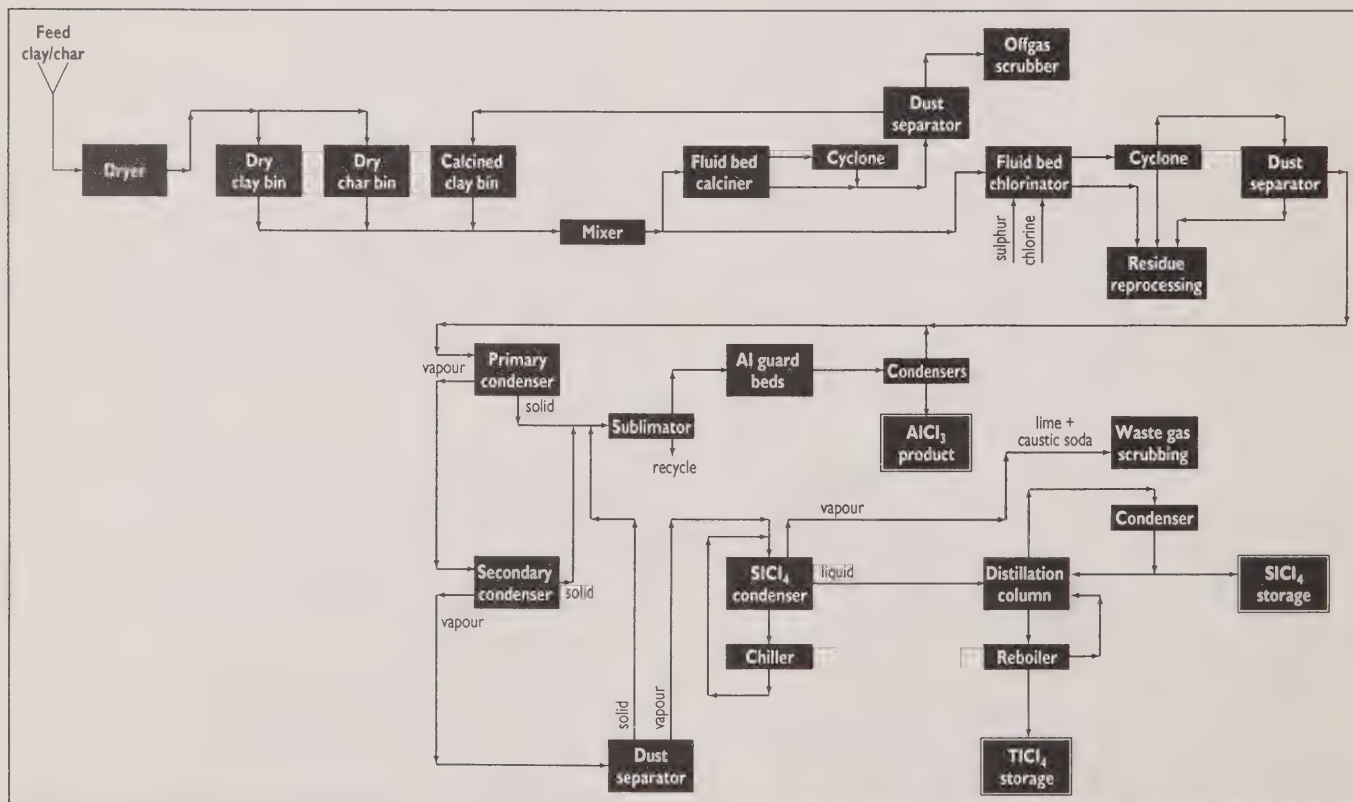 Feed
clay/char
Offgas
scrubber
Dust
separator
Dryer
Dry
clay bin
Dry
char bin
Calcined
clay bin
Fluid bed
calciner
Cyclone
Fluid bed
chlorinator
Cyclone
Dust
separator
Mixer
sulphur
chlorine
Residue
reprocessing
vapour
Primary
condenser
solid
Sublimator
recycle
Al guard
beds
Condensers
AlCl₃
product
lime +
caustic soda
Waste gas
scrubbing
vapour
Condenser
Secondary
condenser
solid
vapour
SiCl₄
condenser
liquid
Distillation
column
SiCl₄
storage
Chiller
Reboiler
solid
vapour
Dust
separator
TiCl₄
storage